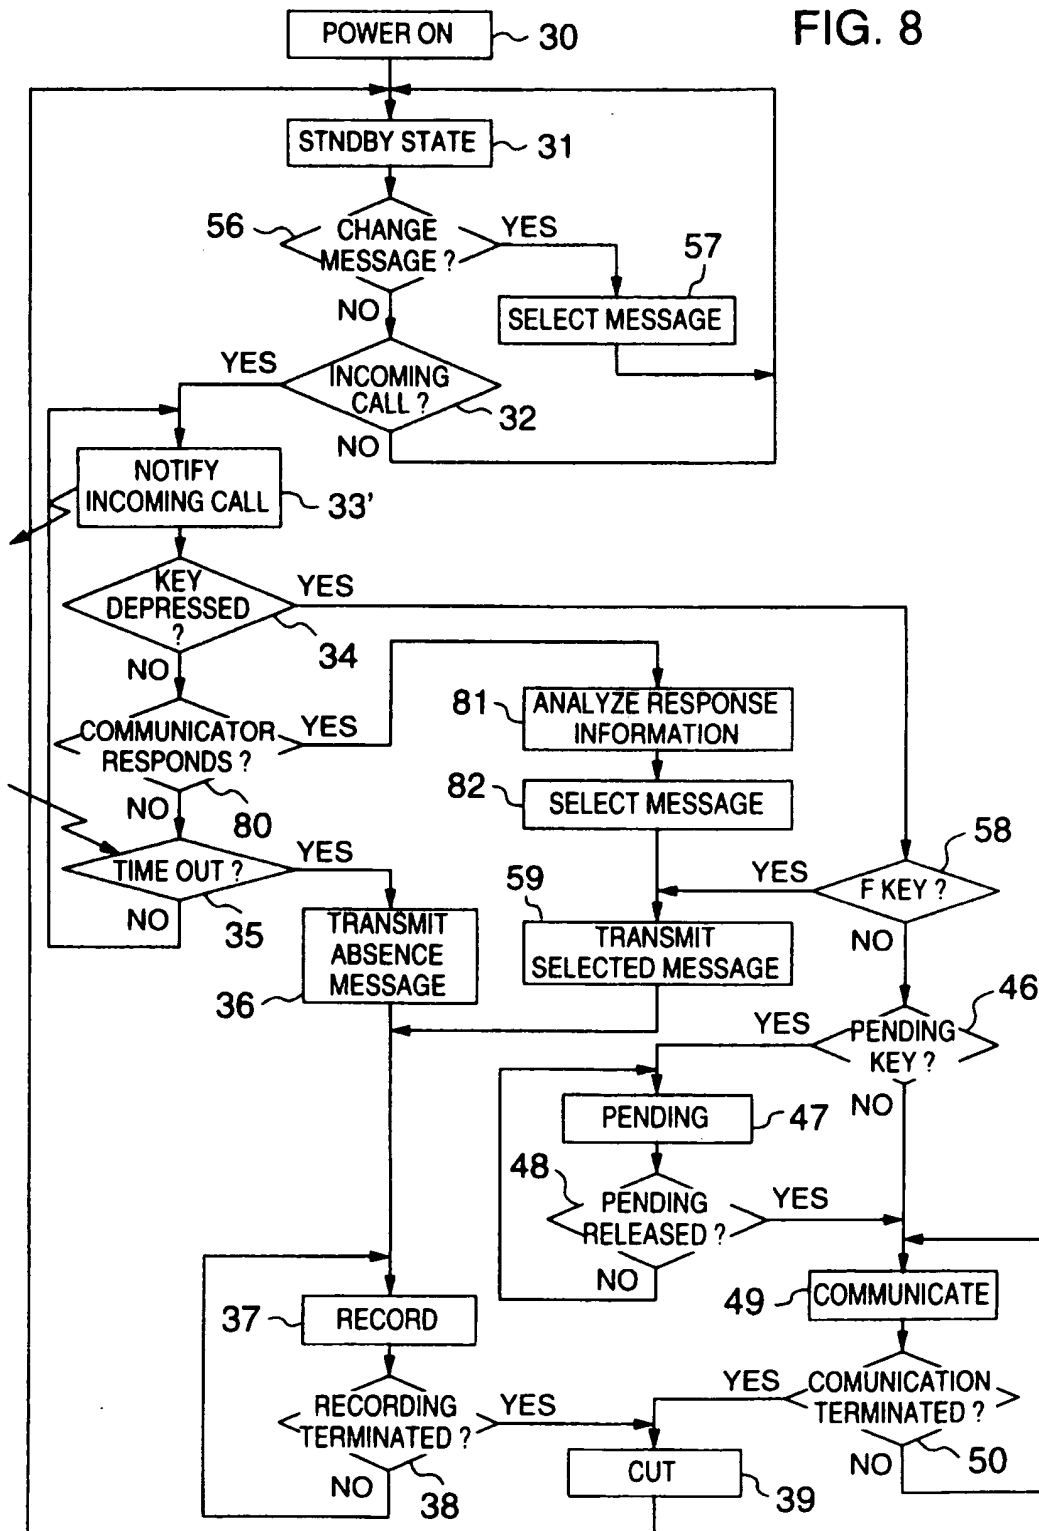 FIG. 8
POWER ON
30
STNDBY STATE
31
56
CHANGE
MESSAGE ?
YES
NO
57
SELECT MESSAGE
YES
INCOMING
CALL ?
32
NO
NOTIFY
INCOMING CALL
33'
KEY
DEPRESSED
?
YES
34
NO
COMMUNICATOR
RESPONDS ?
YES
80
NO
81
ANALYZE RESPONSE
INFORMATION
82
SELECT MESSAGE
TIME OUT ?
YES
35
NO
58
F KEY ?
YES
NO
59
TRANSMIT
SELECTED MESSAGE
TRANSMIT
ABSENCE
MESSAGE
36
46
YES
PENDING
KEY ?
NO
PENDING
47
48
PENDING
RELEASED ?
YES
NO
49
COMMUNICATE
37
RECORD
RECORDING
TERMINATED ?
YES
NO
38
YES
COMUNICATION
TERMINATED ?
NO
50
CUT
39